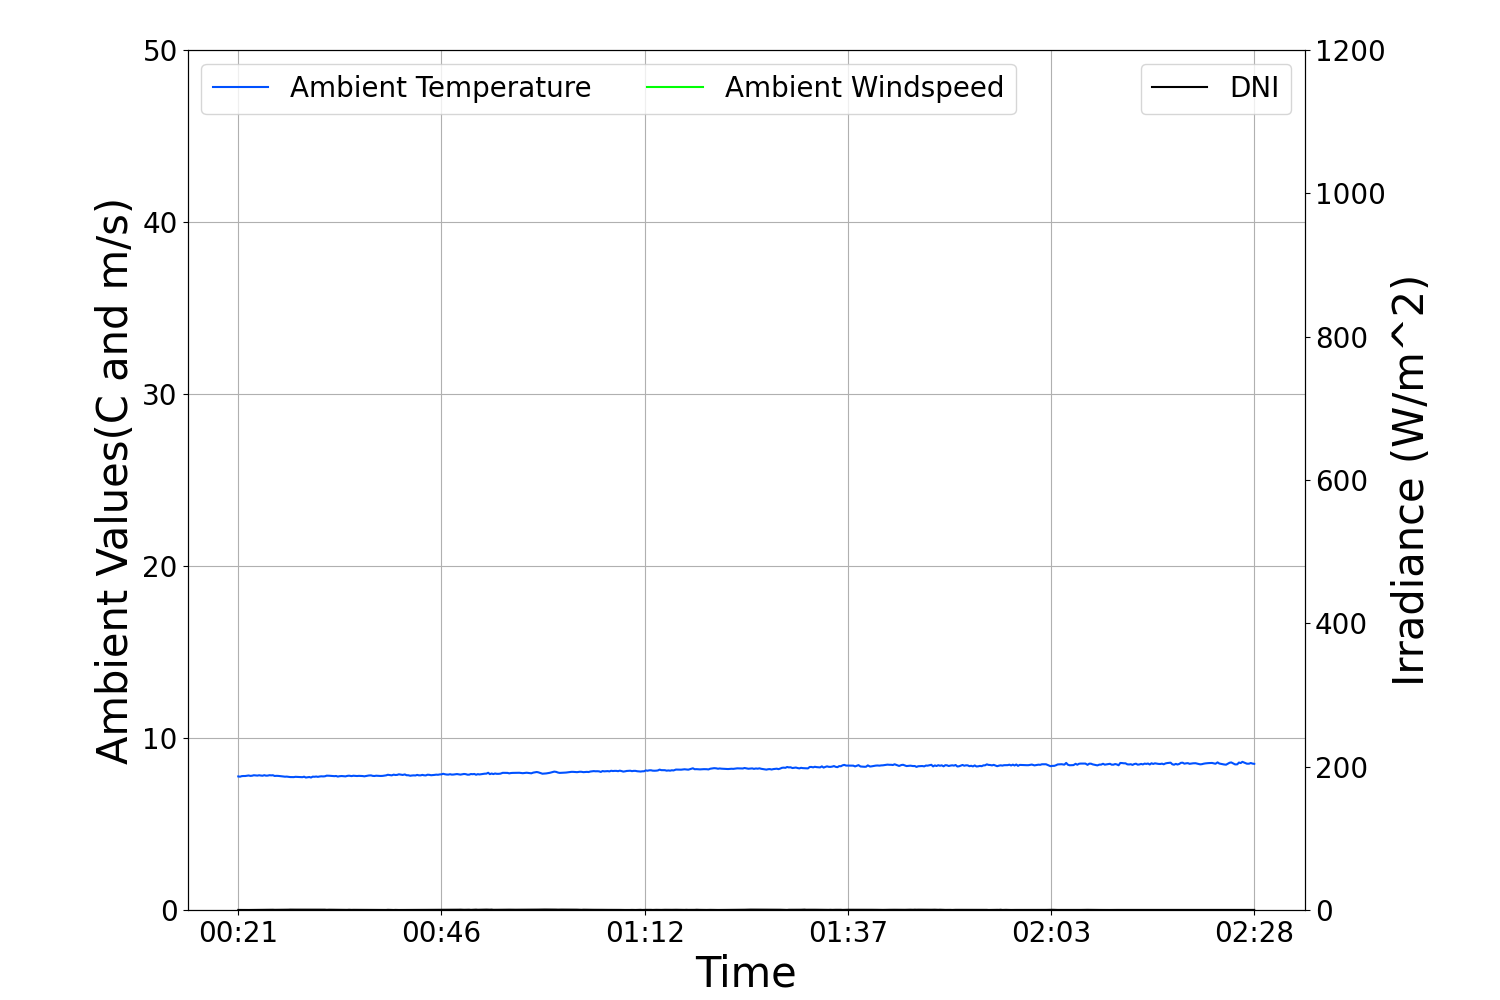 Ambient Temperature
Ambient Windspeed
DNI
Ambient Values(C and m/s)
50
40
30
20
10
0
1200
1000
800
600
400
200
0
Irradiance (W/m^2)
00:21 00:46 01:12 01:37 02:03 02:28
Time